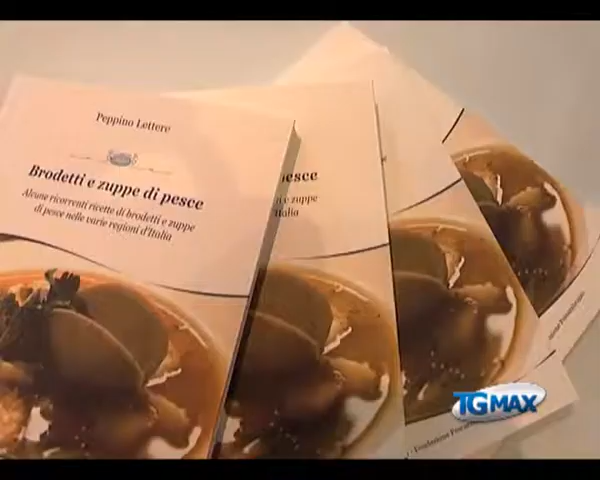 Peppino Lettere
Brodetti e zuppe di pesce
Alcune ricorrenti ricette di brodetti e zuppe
di pesce nelle varie regioni d'Italia
pesce
e zuppe
Italia
TGMAX